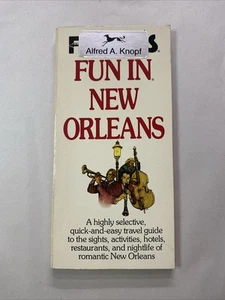 Alfred A. Knopf
FUN IN
NEW
ORLEANS
A highly selective,
quick-and-easy travel guide
to the sights, activities, hotels,
restaurants, and nightlife of
romantic New Orleans